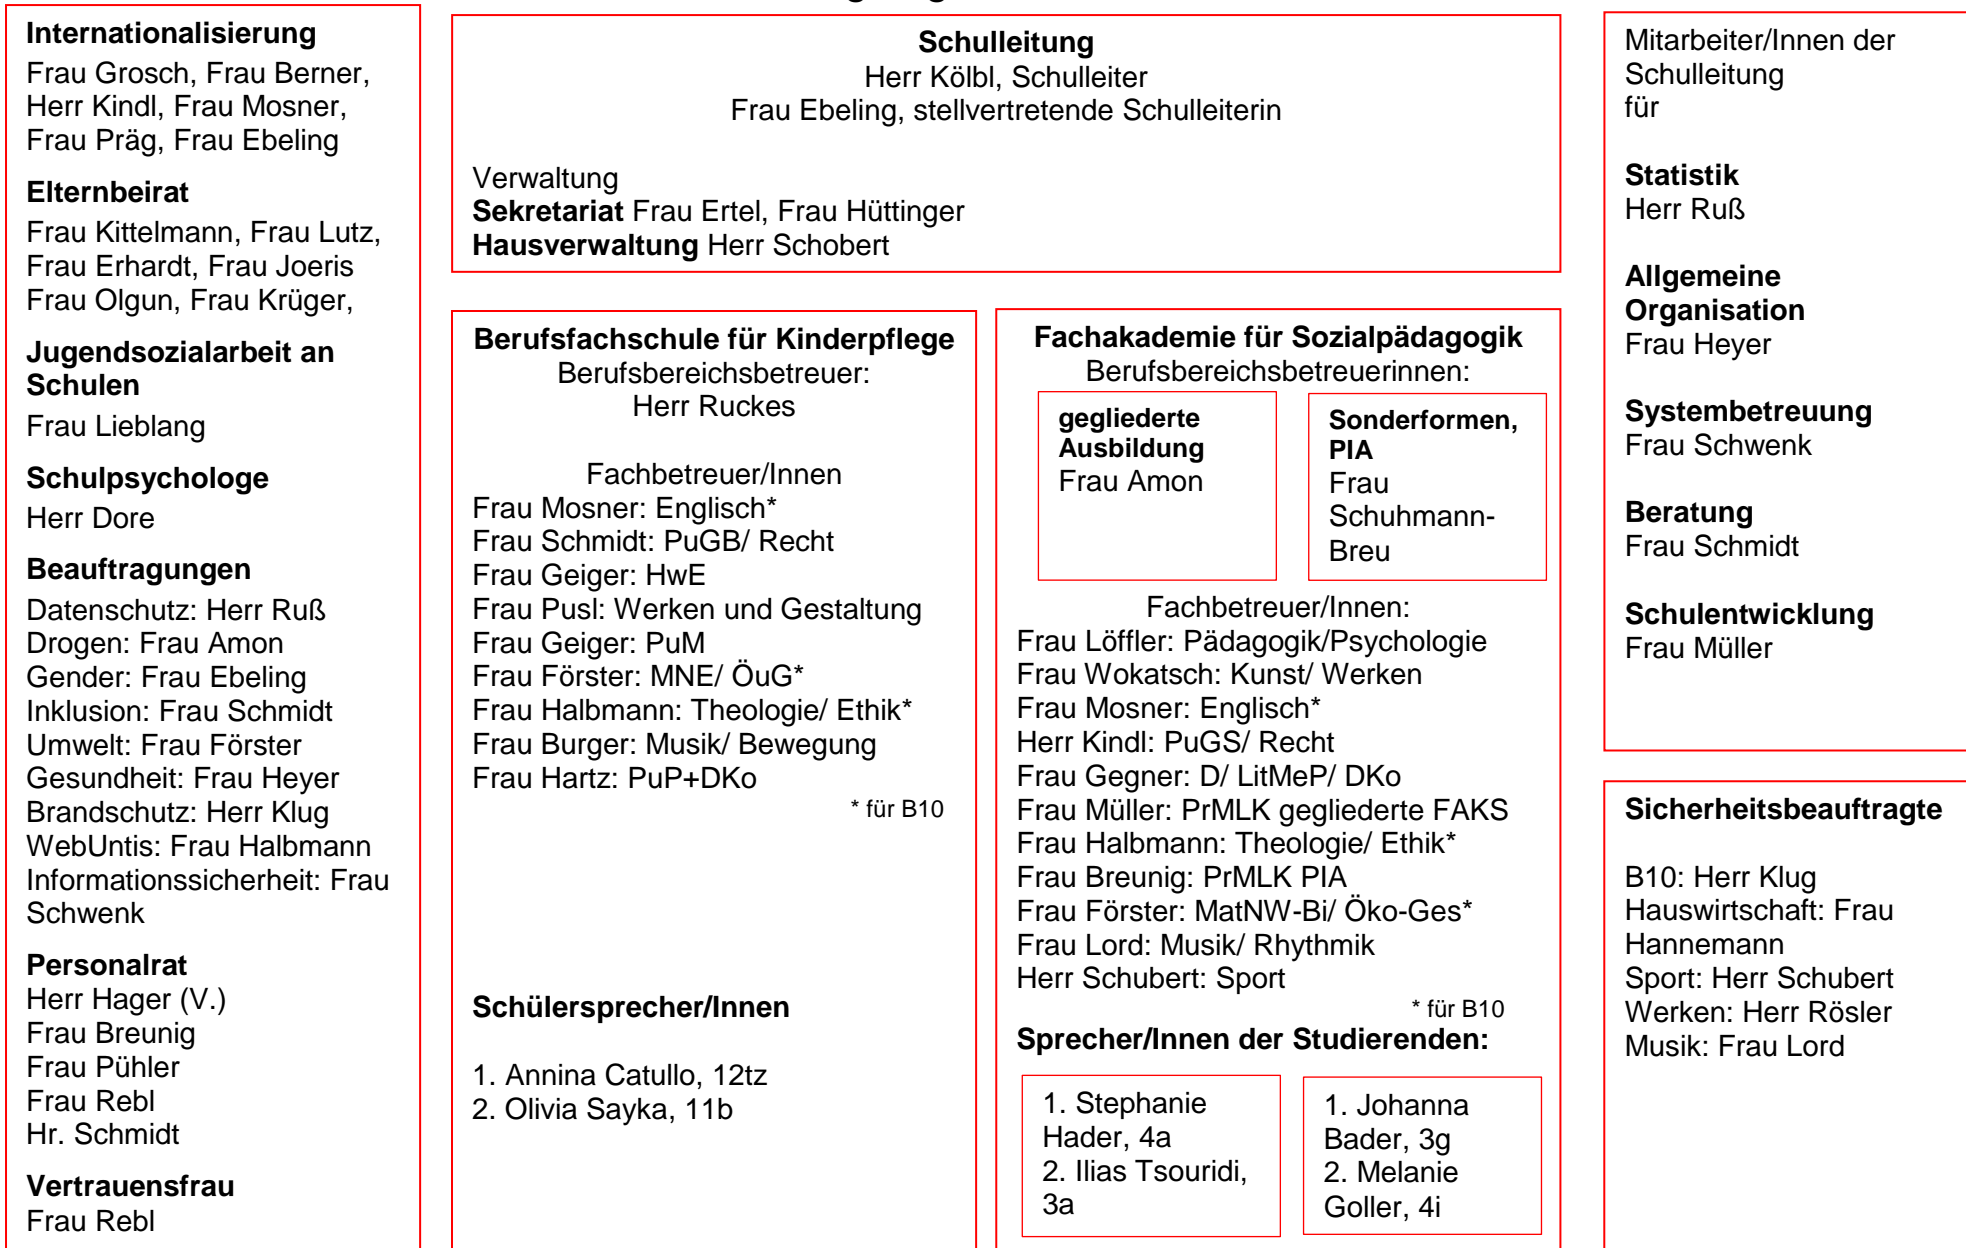 Internationalisierung
Frau Grosch, Frau Berner,
Herr Kindl, Frau Mosner,
Frau Präg, Frau Ebeling
Elternbeirat
Frau Kittelmann, Frau Lutz,
Frau Erhardt, Frau Joeris
Frau Olgun, Frau Krüger,
Jugendsozialarbeit an
Schulen
Frau Lieblang
Schulpsychologe
Herr Dore
Beauftragungen
Datenschutz: Herr Ruß
Drogen: Frau Amon
Gender: Frau Ebeling
Inklusion: Frau Schmidt
Umwelt: Frau Förster
Gesundheit: Frau Heyer
Brandschutz: Herr Klug
WebUntis: Frau Halbmann
Informationssicherheit: Frau
Schwenk
Personalrat
Herr Hager (V.)
Frau Breunig
Frau Pühler
Frau Rebl
Hr. Schmidt
Vertrauensfrau
Frau Rebl
Schulleitung
Herr Kölbl, Schulleiter
Frau Ebeling, stellvertretende Schulleiterin
Verwaltung
Sekretariat Frau Ertel, Frau Hüttinger
Hausverwaltung Herr Schobert
Berufsfachschule für Kinderpflege
Berufsbereichsbetreuer:
Herr Ruckes
Fachbetreuer/Innen
Frau Mosner: Englisch*
Frau Schmidt: PuGB/ Recht
Frau Geiger: HwE
Frau Pusl: Werken und Gestaltung
Frau Geiger: PuM
Frau Förster: MNE/ ÖuG*
Frau Halbmann: Theologie/ Ethik*
Frau Burger: Musik/ Bewegung
Frau Hartz: PuP+DKo
* für B10
Schülersprecher/Innen
1. Annina Catullo, 12tz
2. Olivia Sayka, 11b
Fachakademie für Sozialpädagogik
Berufsbereichsbetreuerinnen:
gegliederte
Ausbildung
Frau Amon
Sonderformen,
PIA
Frau
Schuhmann-
Breu
Fachbetreuer/Innen:
Frau Löffler: Pädagogik/Psychologie
Frau Wokatsch: Kunst/ Werken
Frau Mosner: Englisch*
Herr Kindl: PuGS/ Recht
Frau Gegner: D/ LitMeP/ DKo
Frau Müller: PrMLK gegliederte FAKS
Frau Halbmann: Theologie/ Ethik*
Frau Breunig: PrMLK PIA
Frau Förster: MatNW-Bi/ Öko-Ges*
Frau Lord: Musik/ Rhythmik
Herr Schubert: Sport
* für B10
Sprecher/Innen der Studierenden:
1. Stephanie
Hader, 4a
2. Ilias Tsouridi,
3a
1. Johanna
Bader, 3g
2. Melanie
Goller, 4i
Mitarbeiter/Innen der
Schulleitung
für
Statistik
Herr Ruß
Allgemeine
Organisation
Frau Heyer
Systembetreuung
Frau Schwenk
Beratung
Frau Schmidt
Schulentwicklung
Frau Müller
Sicherheitsbeauftragte
B10: Herr Klug
Hauswirtschaft: Frau
Hannemann
Sport: Herr Schubert
Werken: Herr Rösler
Musik: Frau Lord